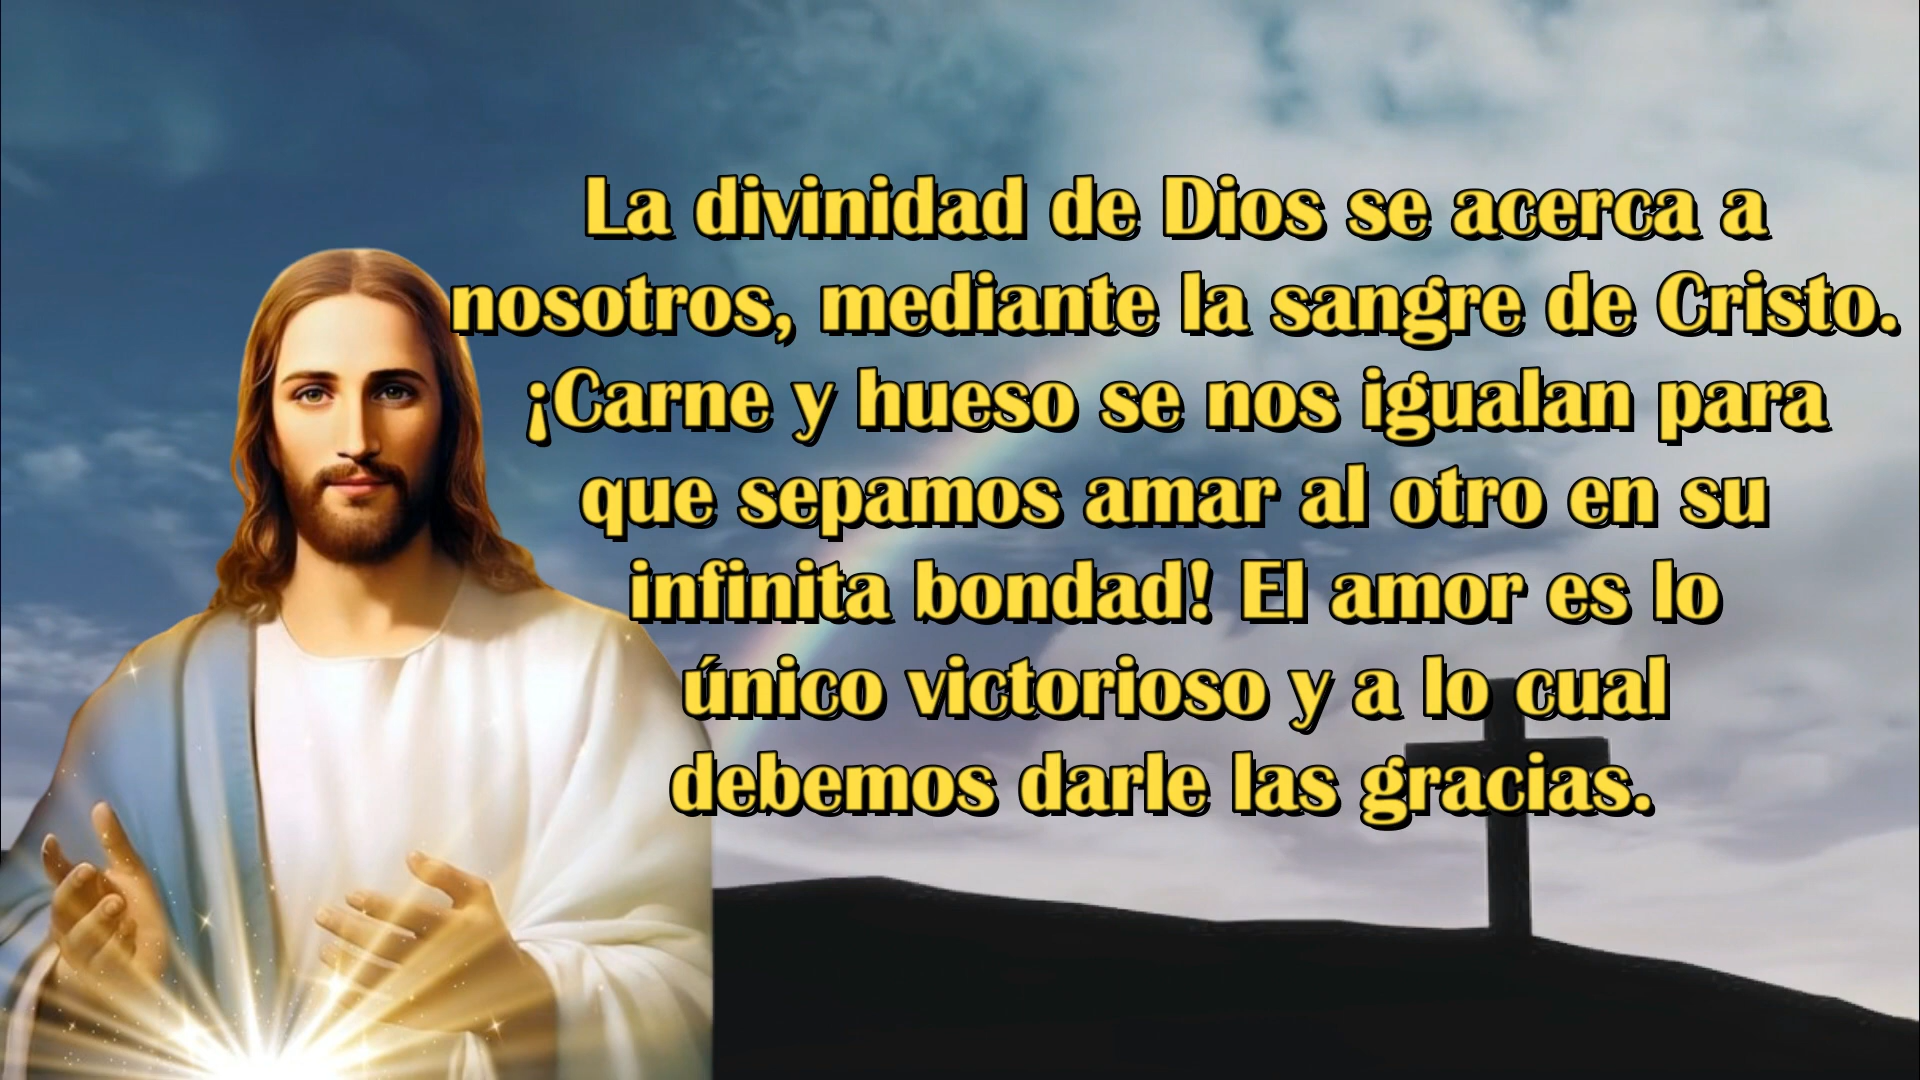 La divinidad de Dios se acerca a
nosotros, mediante la sangre de Cristo.
¡Carne y hueso se nos igualan para
que sepamos amar al otro en su
infinita bondad! El amor es lo
único victorioso y a lo cual
debemos darle las gracias.